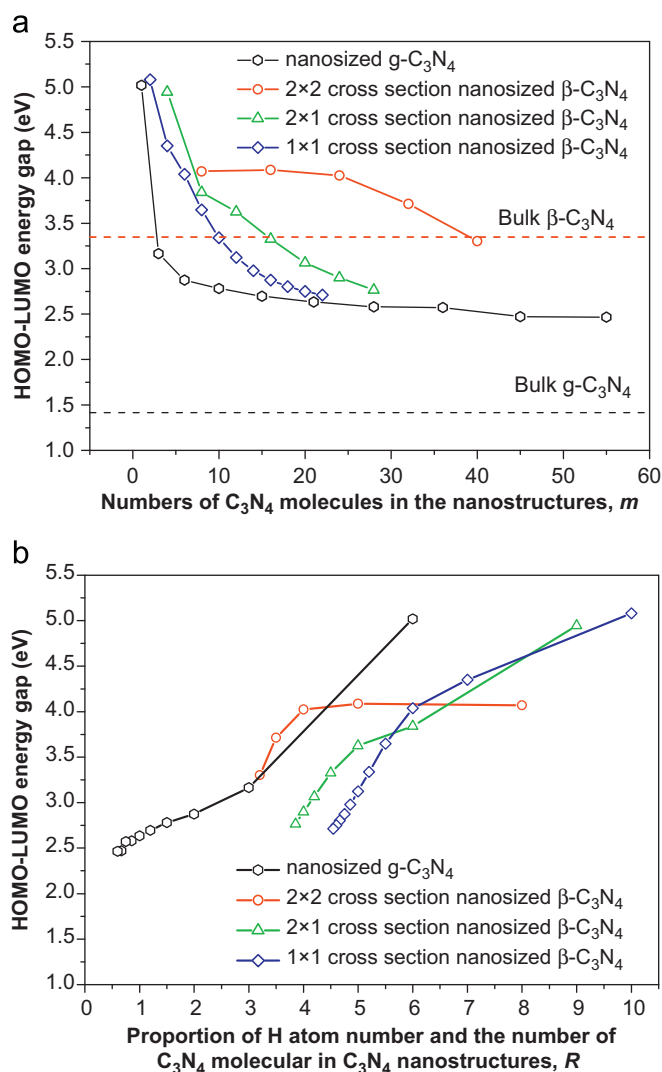 a
5.5
5.0
4.5
4.0
3.5
3.0
2.5
2.0
1.5
1.0
HOMO-LUMO energy gap (eV)
nanosized g-C₃N₄
2×2 cross section nanosized β-C₃N₄
2×1 cross section nanosized β-C₃N₄
1×1 cross section nanosized β-C₃N₄
Bulk β-C₃N₄
Bulk g-C₃N₄
0 10 20 30 40 50 60
Numbers of C₃N₄ molecules in the nanostructures, m
b
5.5
5.0
4.5
4.0
3.5
3.0
2.5
2.0
1.5
1.0
HOMO-LUMO energy gap (eV)
nanosized g-C₃N₄
2×2 cross section nanosized β-C₃N₄
2×1 cross section nanosized β-C₃N₄
1×1 cross section nanosized β-C₃N₄
0 1 2 3 4 5 6 7 8 9 10
Proportion of H atom number and the number of
C₃N₄ molecular in C₃N₄ nanostructures, R